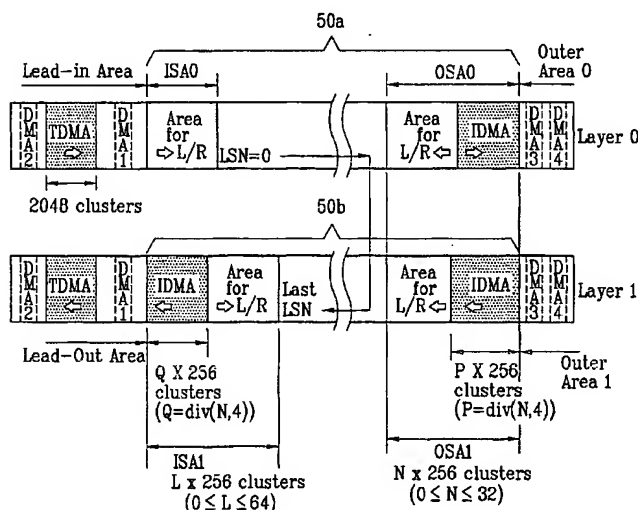 50a
Lead-in Area
ISA0
OSA0
Outer Area 0
DMA2
TDMA
DMA1
Area for L/R
LSN=0
Area for L/R
IDMA
DMA3
DMA4
Layer 0
2048 clusters
50b
DMA2
TDMA
DMA1
IDMA
Area for L/R
Last LSN
Area for L/R
IDMA
DMA3
DMA4
Layer 1
Lead-Out Area
Q X 256 clusters (Q=div(N,4))
P X 256 clusters (P=div(N,4))
Outer Area 1
ISA1
L x 256 clusters
(0≤L≤64)
OSA1
N x 256 clusters
(0≤N≤32)